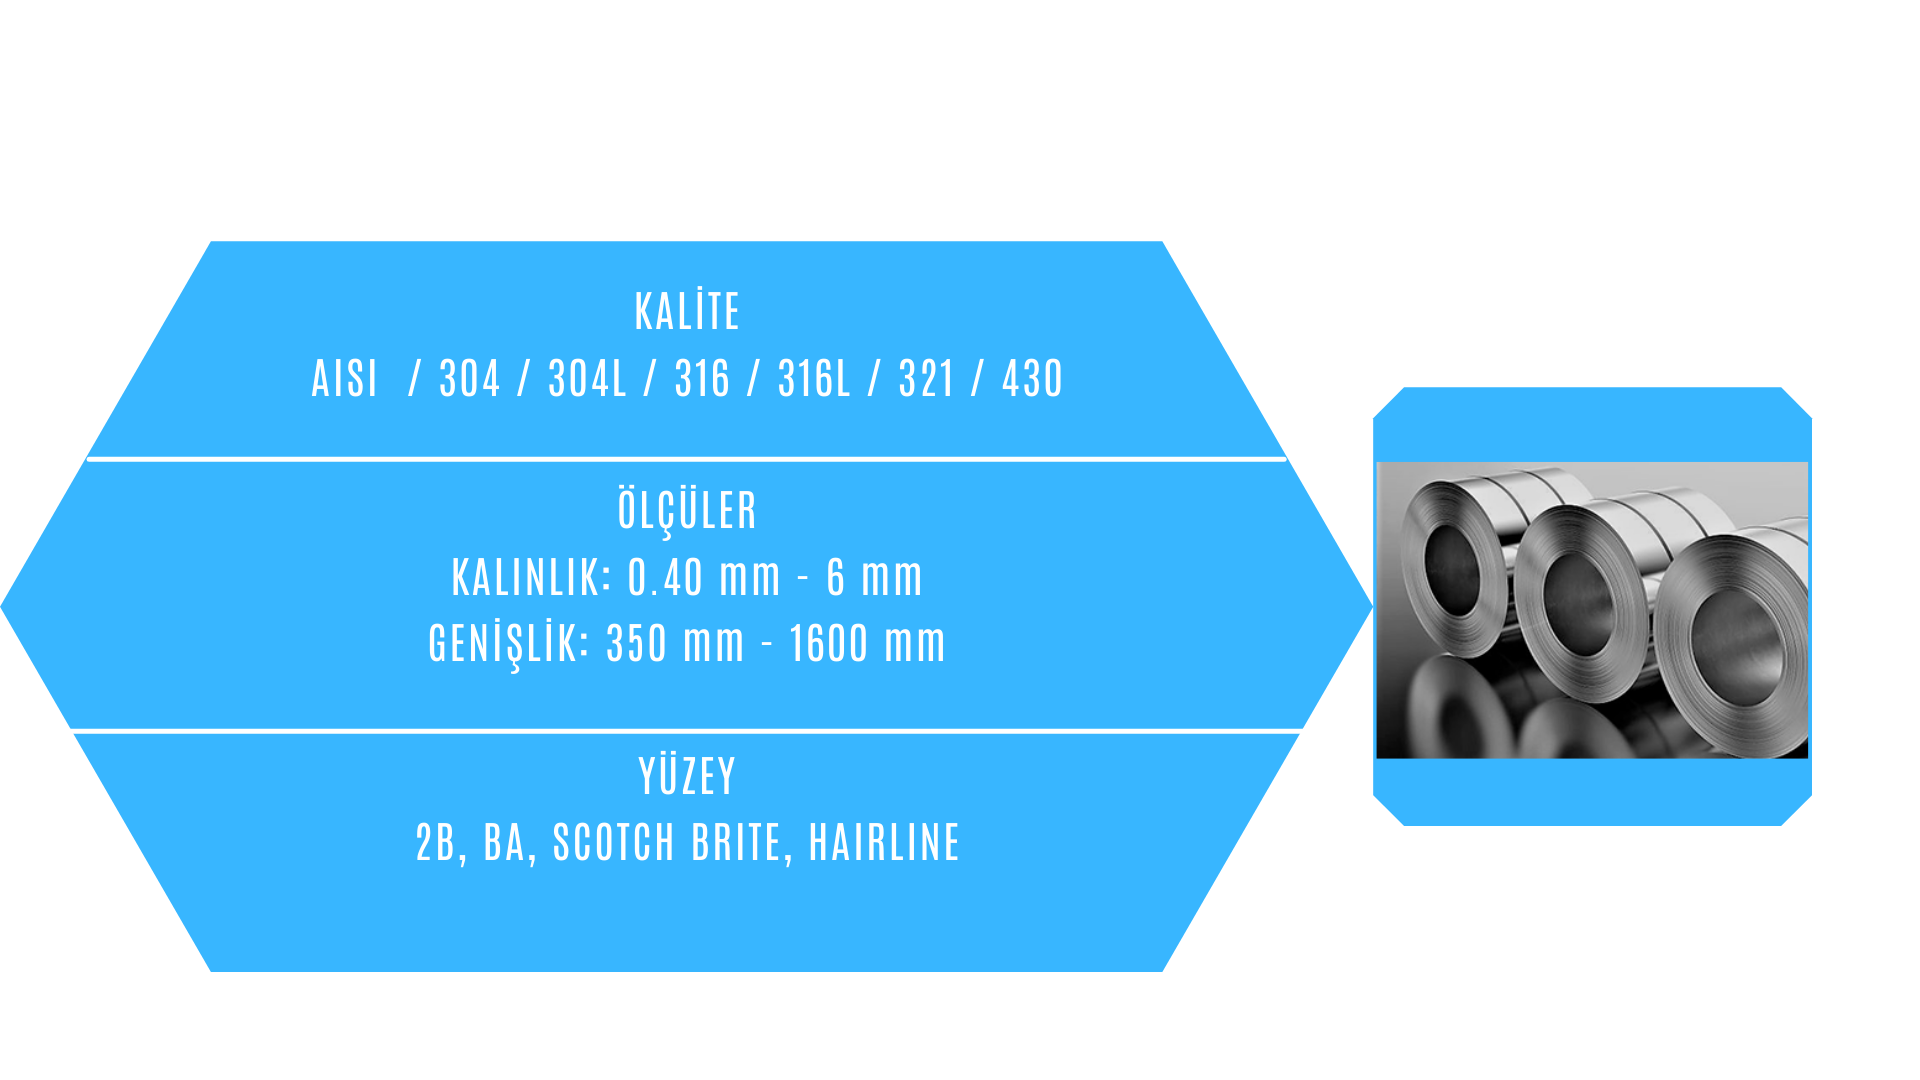 KALİTE
AISI / 304 / 304L / 316 / 316L / 321 / 430
ÖLÇÜLER
KALINLIK: 0.40 mm - 6 mm
GENİŞLİK: 350 mm - 1600 mm
YÜZEY
2B, BA, SCOTCH BRITE, HAIRLINE